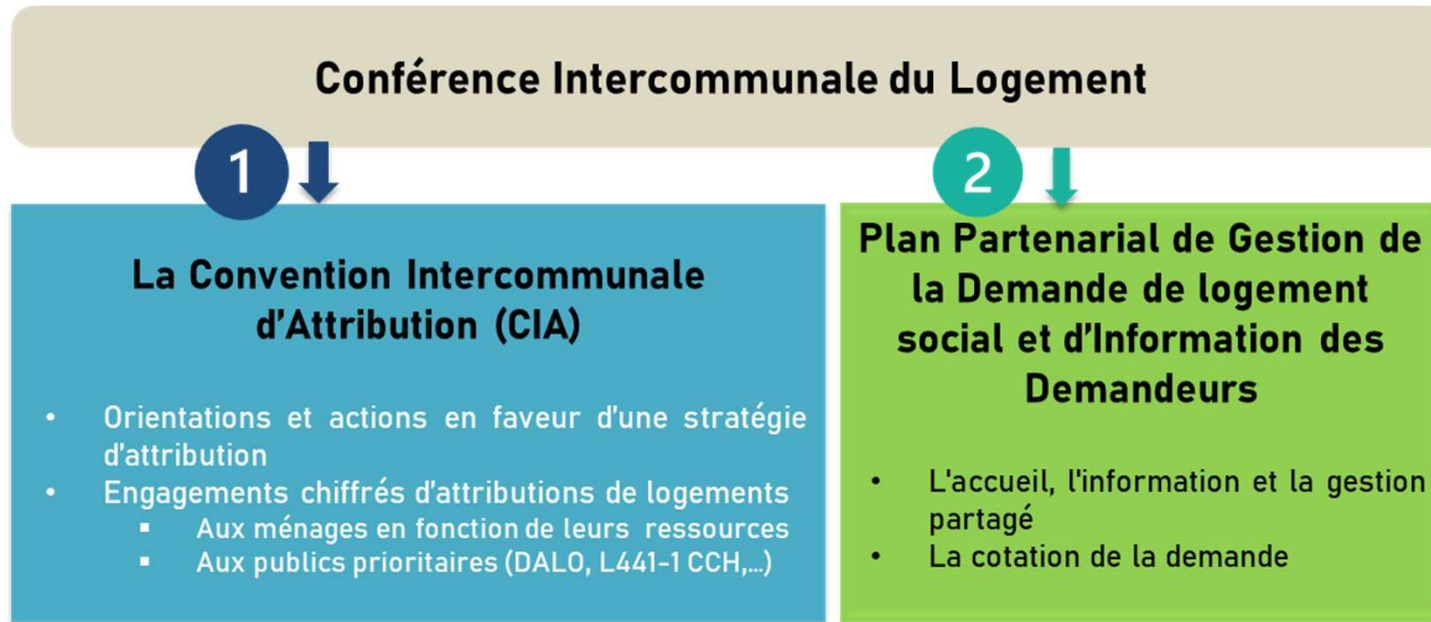 Conférence Intercommunale du Logement
1
2
La Convention Intercommunale
d'Attribution (CIA)
• Orientations et actions en faveur d'une stratégie
d'attribution
• Engagements chiffrés d'attributions de logements
▪ Aux ménages en fonction de leurs ressources
▪ Aux publics prioritaires (DALO, L441-1 CCH,...)
Plan Partenarial de Gestion de
la Demande de logement
social et d'Information des
Demandeurs
• L'accueil, l'information et la gestion
partagé
• La cotation de la demande